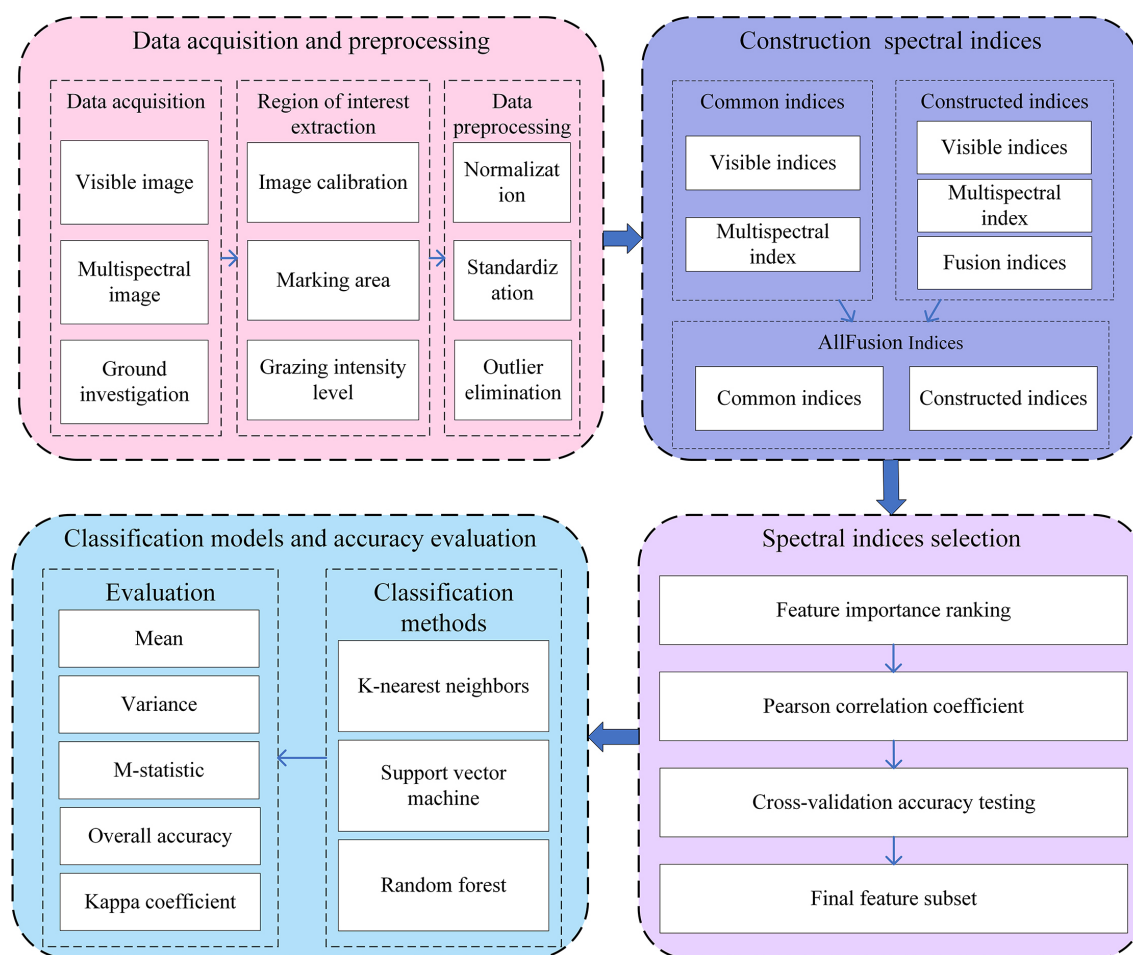 Data acquisition and preprocessing
Data acquisition
Visible image
Multispectral
image
Ground
investigation
Region of interest
extraction
Image calibration
Marking area
Grazing intensity
level
Data
preprocessing
Normalizat
ion
Standardiz
ation
Outlier
elimination
Construction spectral indices
Common indices
Visible indices
Multispectral
index
Constructed indices
Visible indices
Multispectral
index
Fusion indices
AllFusion Indices
Common indices
Constructed indices
Spectral indices selection
Feature importance ranking
Pearson correlation coefficient
Cross-validation accuracy testing
Final feature subset
Classification models and accuracy evaluation
Classification
methods
K-nearest neighbors
Support vector
machine
Random forest
Evaluation
Mean
Variance
M-statistic
Overall accuracy
Kappa coefficient